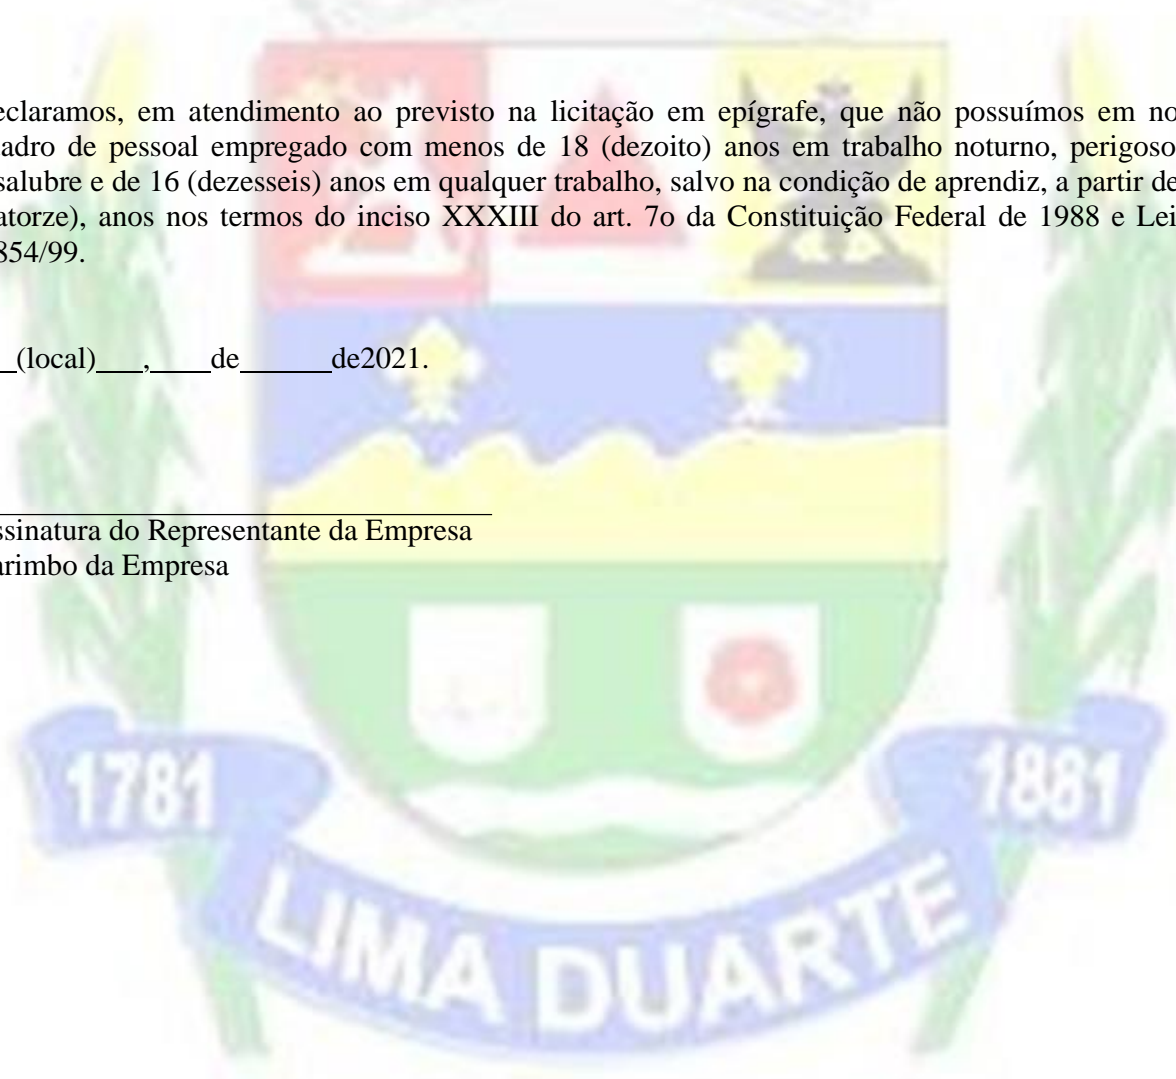 eclaramos, em atendimento ao previsto na licitação em epígrafe, que não possuímos em no
adro de pessoal empregado com menos de 18 (dezoito) anos em trabalho noturno, perigoso
salubre e de 16 (dezesseis) anos em qualquer trabalho, salvo na condição de aprendiz, a partir de
atorze), anos nos termos do inciso XXXIII do art. 7o da Constituição Federal de 1988 e Lei
854/99.
__(local)___,____de______de2021.
ssinatura do Representante da Empresa
arimbo da Empresa
1781
1881
LIMA DUARTE